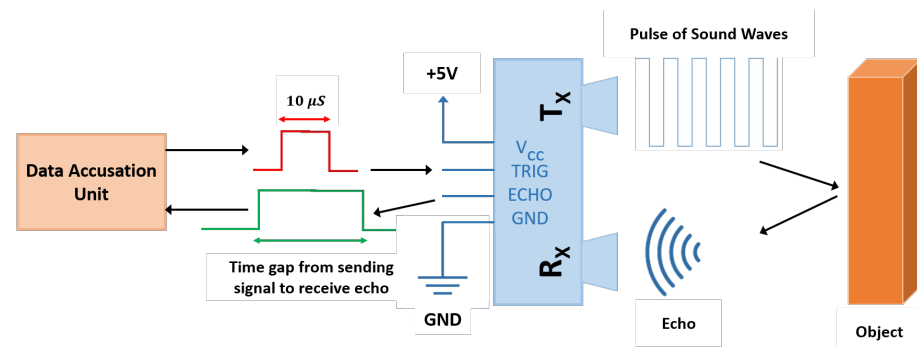 Pulse of Sound Waves
+5V
10 μS
TX
VCC
TRIG
ECHO
GND
Data Accusation
Unit
RX
Time gap from sending
signal to receive echo
GND
Echo
Object